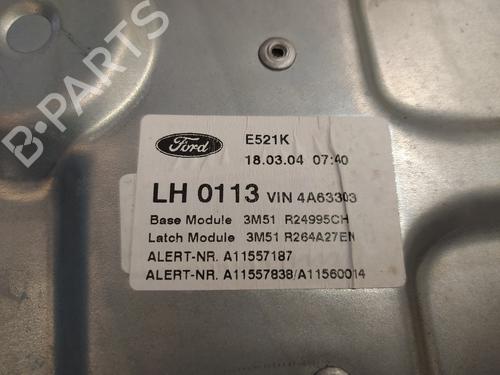 B-PARTS
Ford
E521K
18.03.04 07:40
LH 0113 VIN 4A63303
Base Module 3M51 R24995CH
Latch Module 3M51 R264A27EN
ALERT-NR. A11557187
ALERT-NR. A11557838/A11560014